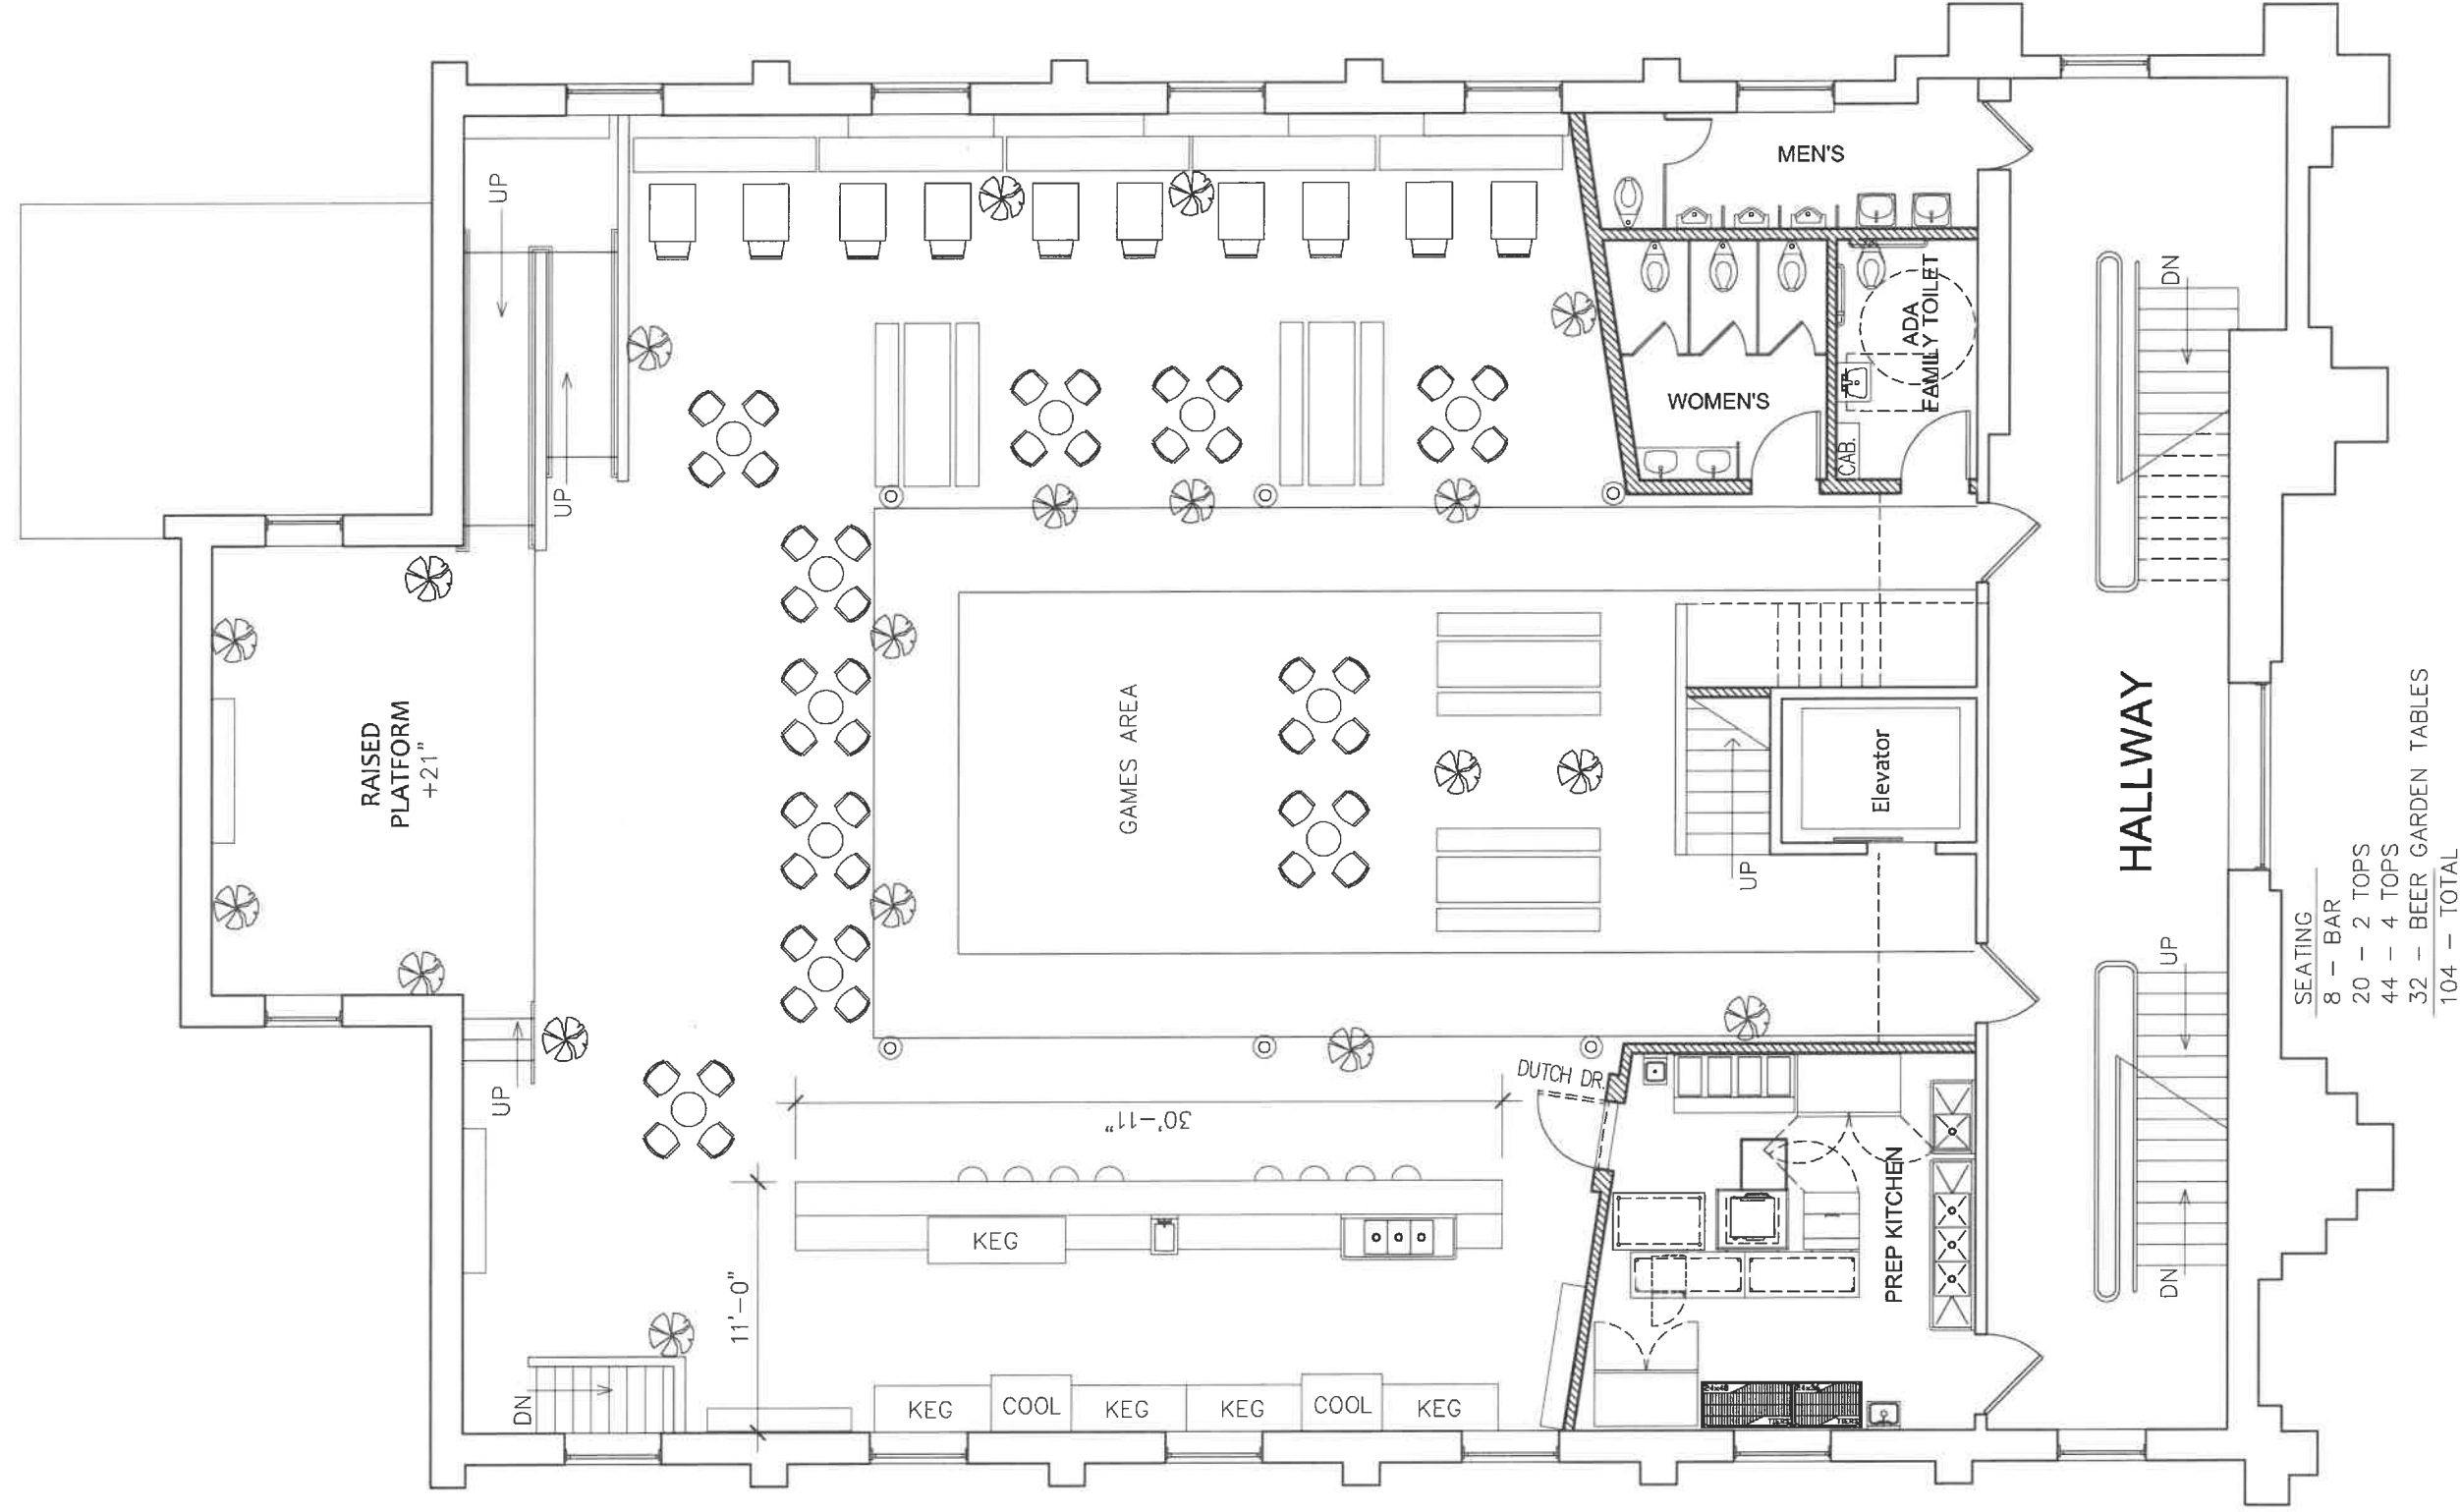 UP
MEN'S
UP
ADA
FAMILY TOILET
WOMEN'S
CAB.
DN
RAISED
PLATFORM
+21"
GAMES AREA
Elevator
UP
HALLWAY
UP
DUTCH DR.
30'-11"
UP
KEG
11'-0"
PREP KITCHEN
DN
DN
KEG
COOL
KEG
KEG
COOL
KEG
SEATING
8 - BAR
20 - 2 TOPS
44 - 4 TOPS
32 - BEER GARDEN TABLES
104 - TOTAL